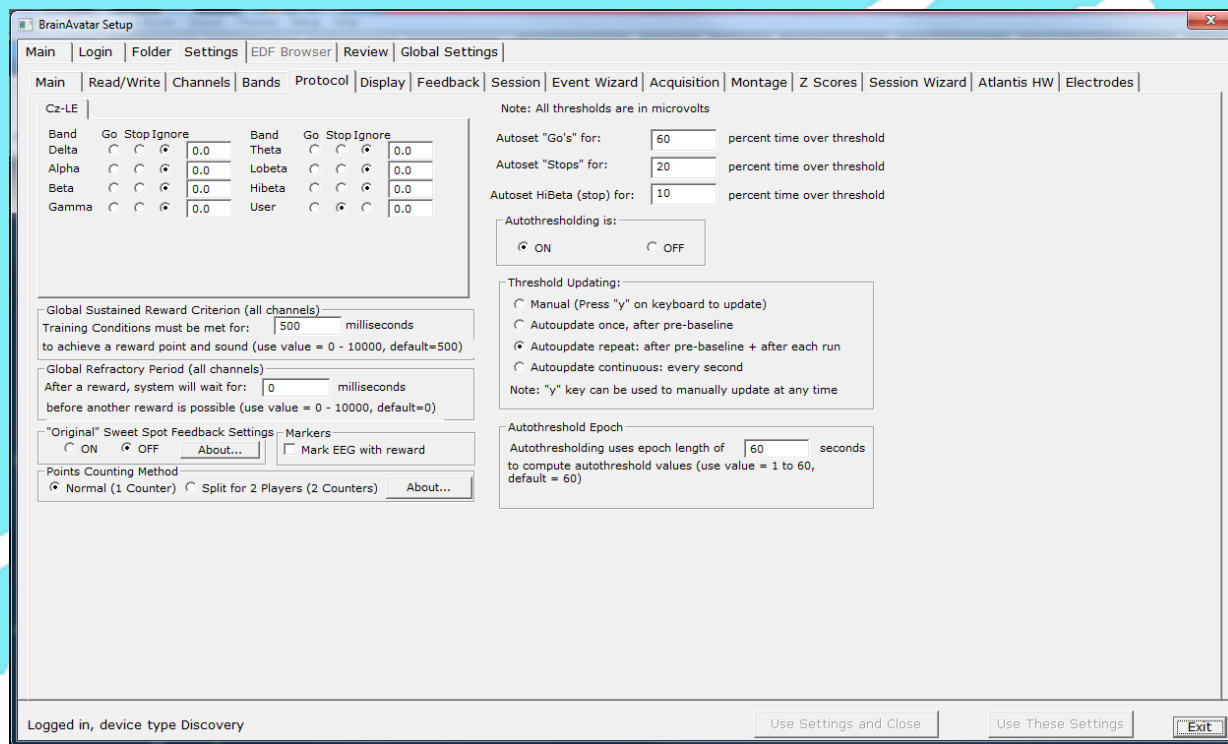 BrainAvatar Setup
Main Login Folder Settings EDF Browser Review Global Settings
Main Read/Write Channels Bands Protocol Display Feedback Session Event Wizard Acquisition Montage Z Scores Session Wizard Atlantis HW Electrodes
Cz-LE
Band Go Stop Ignore Band Go Stop Ignore
Delta 0.0 Theta 0.0
Alpha 0.0 Lobeta 0.0
Beta 0.0 Hibeta 0.0
Gamma 0.0 User 0.0
Global Sustained Reward Criterion (all channels)
Training Conditions must be met for: 500 milliseconds
to achieve a reward point and sound (use value = 0 - 10000, default=500)
Global Refractory Period (all channels)
After a reward, system will wait for: 0 milliseconds
before another reward is possible (use value = 0 - 10000, default=0)
"Original" Sweet Spot Feedback Settings
ON OFF About...
Markers
Mark EEG with reward
Points Counting Method
Normal (1 Counter) Split for 2 Players (2 Counters) About...
Note: All thresholds are in microvolts
Autoset "Go's" for: 60 percent time over threshold
Autoset "Stops" for: 20 percent time over threshold
Autoset HiBeta (stop) for: 10 percent time over threshold
Autothresholding is:
ON OFF
Threshold Updating:
Manual (Press "y" on keyboard to update)
Autoupdate once, after pre-baseline
Autoupdate repeat: after pre-baseline + after each run
Autoupdate continuous: every second
Note: "y" key can be used to manually update at any time
Autothreshold Epoch
Autothresholding uses epoch length of 60 seconds
to compute autothreshold values (use value = 1 to 60,
default = 60)
Logged in, device type Discovery
Use Settings and Close Use These Settings Exit